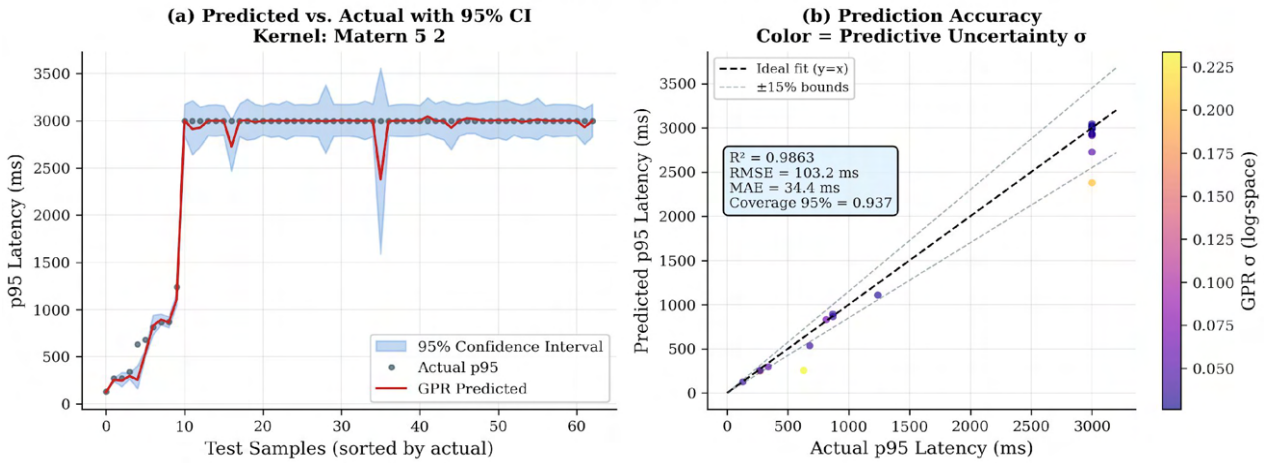 (a) Predicted vs. Actual with 95% CI
Kernel: Matern 5 2
p95 Latency (ms)
3500
3000
2500
2000
1500
1000
500
0
95% Confidence Interval
Actual p95
GPR Predicted
0
10
20
30
40
50
60
Test Samples (sorted by actual)
(b) Prediction Accuracy
Color = Predictive Uncertainty σ
Predicted p95 Latency (ms)
3500
3000
2500
2000
1500
1000
500
0
Ideal fit (y=x)
±15% bounds
R² = 0.9863
RMSE = 103.2 ms
MAE = 34.4 ms
Coverage 95% = 0.937
0
500
1000
1500
2000
2500
3000
Actual p95 Latency (ms)
0.225
0.200
0.175
0.150
0.125
0.100
0.075
0.050
GPR σ (log-space)